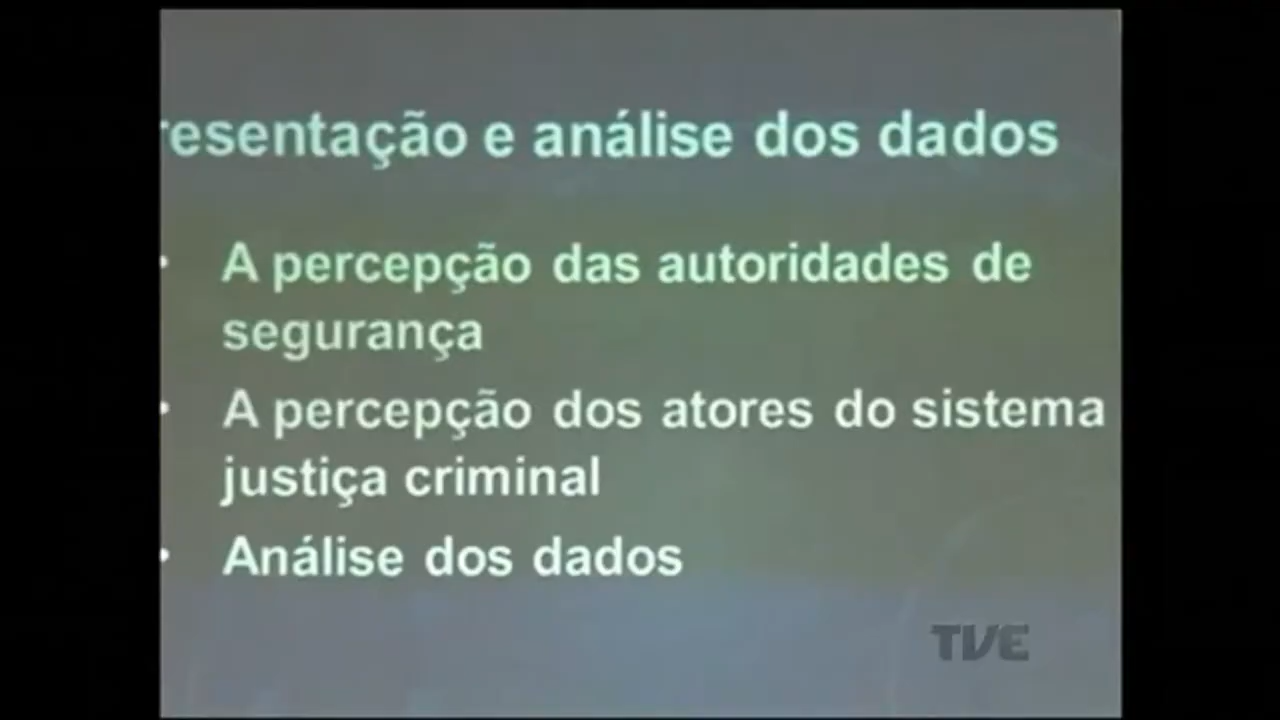 resentação e análise dos dados
• A percepção das autoridades de
segurança
• A percepção dos atores do sistema
justiça criminal
• Análise dos dados
TVE